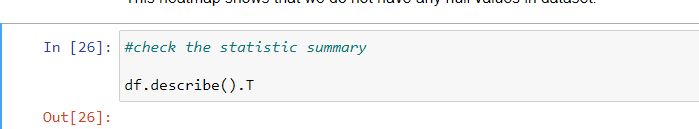 This heatmap shows that we do not have any null values in dataset.
In [26]: #check the statistic summary
df.describe().T
Out[26]: